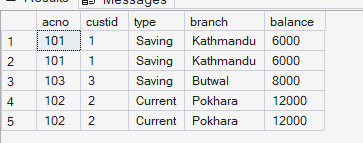 Messages
acno custid type branch balance
1 101 1 Saving Kathmandu 6000
2 101 1 Saving Kathmandu 6000
3 103 3 Saving Butwal 8000
4 102 2 Current Pokhara 12000
5 102 2 Current Pokhara 12000